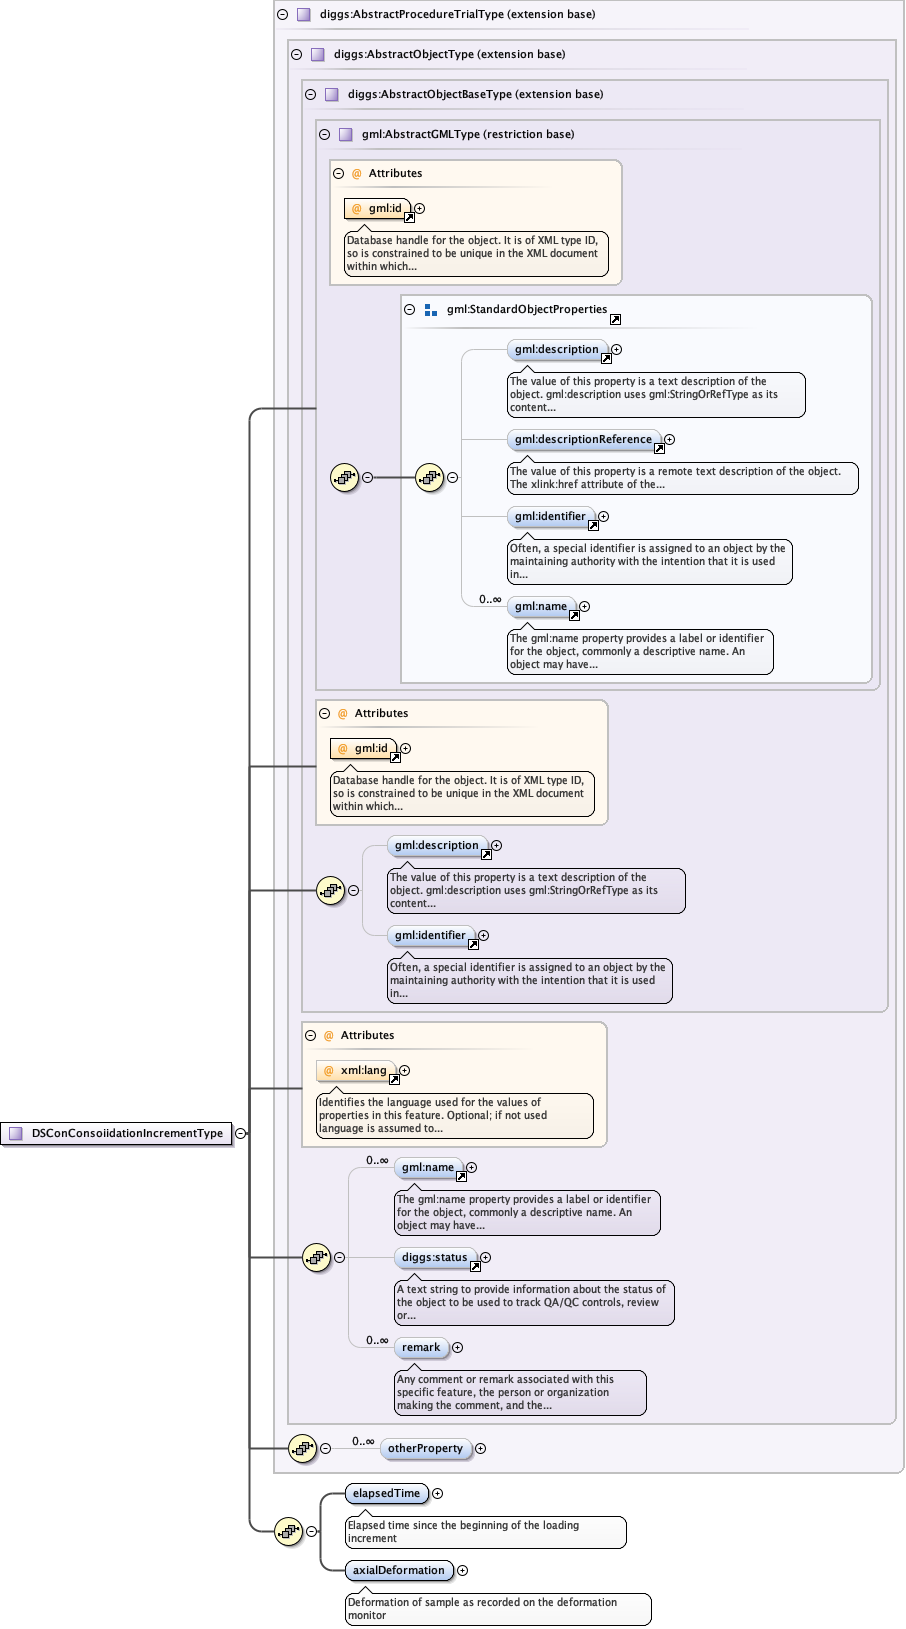 diggs:AbstractProcedureTrialType (extension base)
diggs:AbstractObjectType (extension base)
diggs:AbstractObjectBaseType (extension base)
gml:AbstractGMLType (restriction base)
@ Attributes
@ gml:id
Database handle for the object. It is of XML type ID,
so is constrained to be unique in the XML document
within which...
gml:StandardObjectProperties
gml:description
The value of this property is a text description of the
object. gml:description uses gml:StringOrRefType as its
content...
gml:descriptionReference
The value of this property is a remote text description of the object.
The xlink:href attribute of the...
gml:identifier
Often, a special identifier is assigned to an object by the
maintaining authority with the intention that it is used
in...
0..∞
gml:name
The gml:name property provides a label or identifier
for the object, commonly a descriptive name. An
object may have...
@ Attributes
@ gml:id
Database handle for the object. It is of XML type ID,
so is constrained to be unique in the XML document
within which...
gml:description
The value of this property is a text description of the
object. gml:description uses gml:StringOrRefType as its
content...
gml:identifier
Often, a special identifier is assigned to an object by the
maintaining authority with the intention that it is used
in...
@ Attributes
@ xml:lang
Identifies the language used for the values of
properties in this feature. Optional; if not used
language is assumed to...
DSConConsoiidationIncrementType
0..∞
gml:name
The gml:name property provides a label or identifier
for the object, commonly a descriptive name. An
object may have...
diggs:status
A text string to provide information about the status of
the object to be used to track QA/QC controls, review
or...
0..∞
remark
Any comment or remark associated with this
specific feature, the person or organization
making the comment, and the...
0..∞
otherProperty
elapsedTime
Elapsed time since the beginning of the loading
increment
axialDeformation
Deformation of sample as recorded on the deformation
monitor